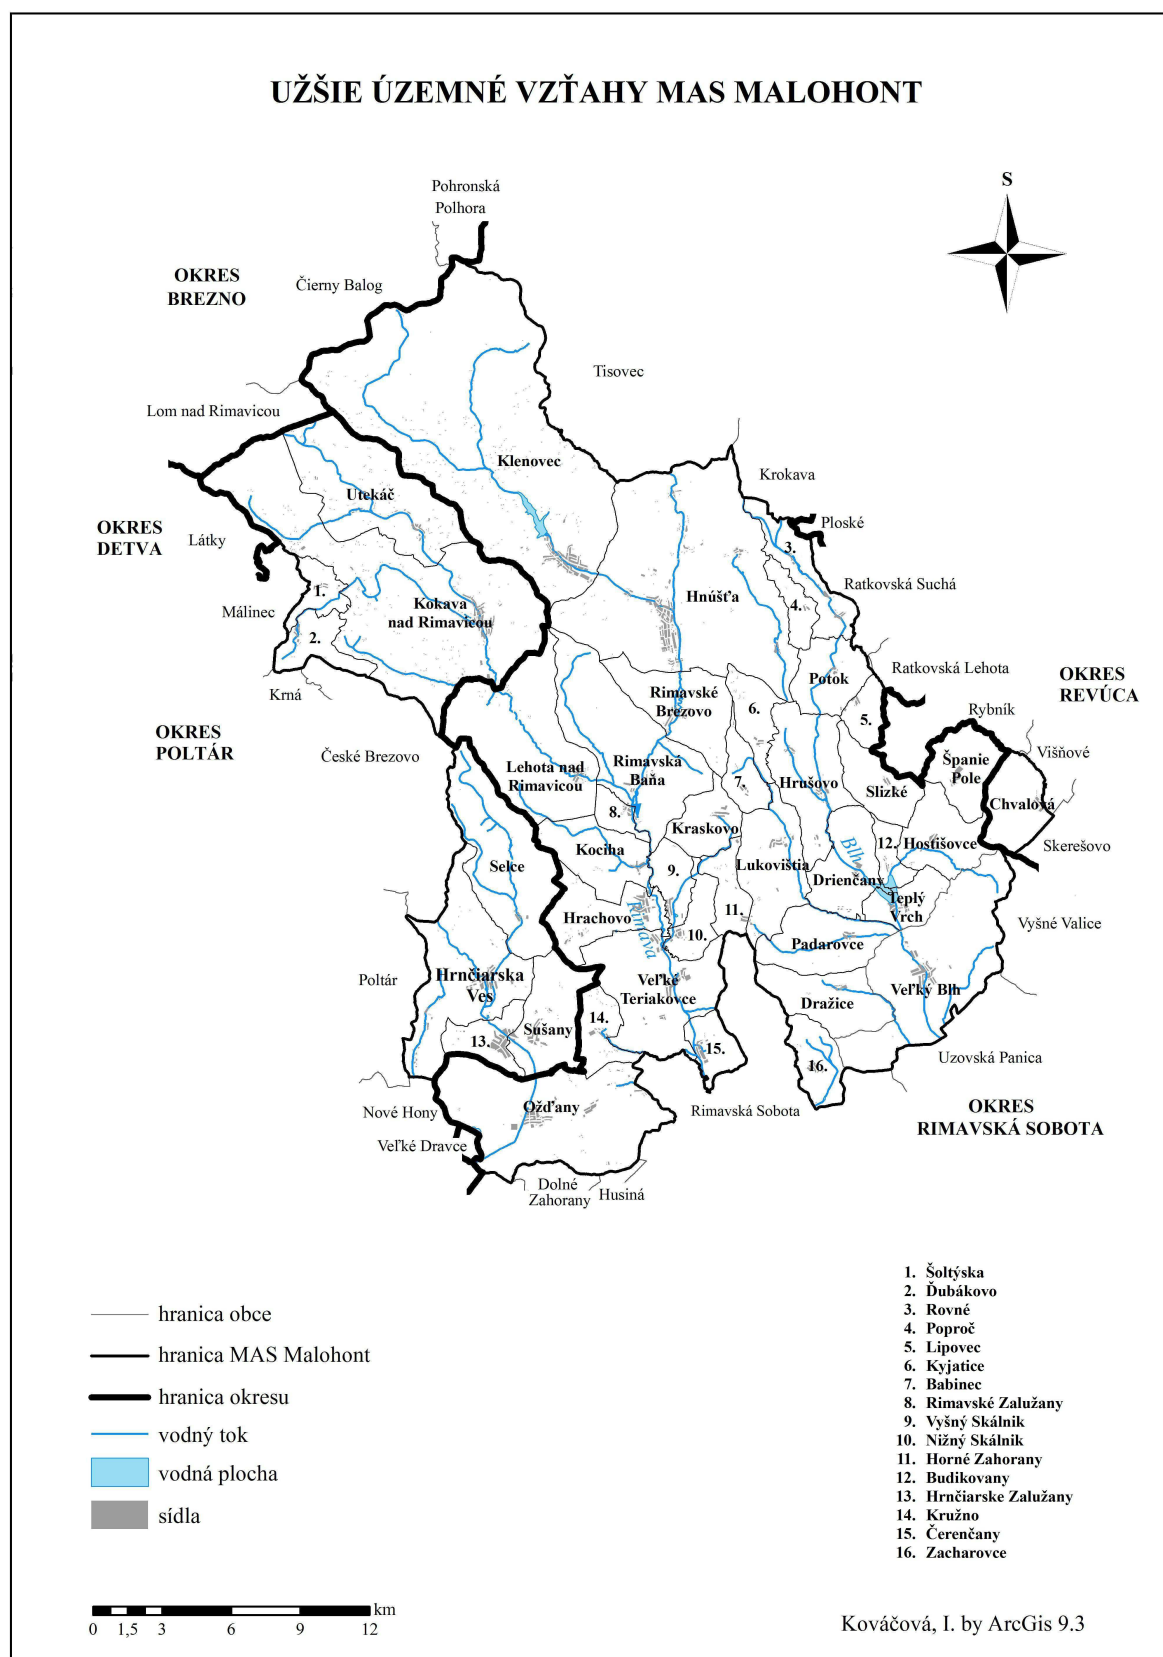 UŽŠIE ÚZEMNÉ VZŤAHY MAS MALOHONT
S
Pohronská
Polhora
OKRES
BREZNO
Čierny Balog
Tisovec
Lom nad Rimavicou
Klenovec
Krokava
Utekáč
Ploské
OKRES
DETVA
Látky
3.
Ratkovská Suchá
1.
Hnúšťa
4.
Málinec
Kokava
nad Rimavicou
2.
Ratkovská Lehota
Potok
OKRES
REVÚCA
Krná
Rimavské
Brezovo
6.
5.
Rybník
OKRES
POLTÁR
České Brezovo
Višňové
Španie
Pole
Lehota nad
Rimavicou
Rimavská
Baňa
7.
Hrušovo
Slizké
Chvalová
8.
Kraskovo
Kociha
Blh
12.
Hostišovce
Skerešovo
Selce
9.
Lukovištia
Drienčany
Teplý
Vrch
Hrachovo
Rimava
11.
10.
Vyšné Valice
Padarovce
Poltár
Hrnčiarska
Ves
Veľké
Teriakovce
Veľký Blh
Dražice
14.
Sušany
13.
15.
16.
Uzovská Panica
Nové Hony
Ožďany
Rimavská Sobota
OKRES
RIMAVSKÁ SOBOTA
Veľké Dravce
Dolné
Zahorany
Husiná
hranica obce
hranica MAS Malohont
hranica okresu
vodný tok
vodná plocha
sídla
1. Šoltýska
2. Ďubákovo
3. Rovné
4. Poproč
5. Lipovec
6. Kyjatice
7. Babinec
8. Rimavské Zalužany
9. Vyšný Skálnik
10. Nižný Skálnik
11. Horné Zahorany
12. Budikovany
13. Hrnčiarske Zalužany
14. Kružno
15. Čerenčany
16. Zacharovce
km
0 1,5 3 6 9 12
Kováčová, I. by ArcGis 9.3